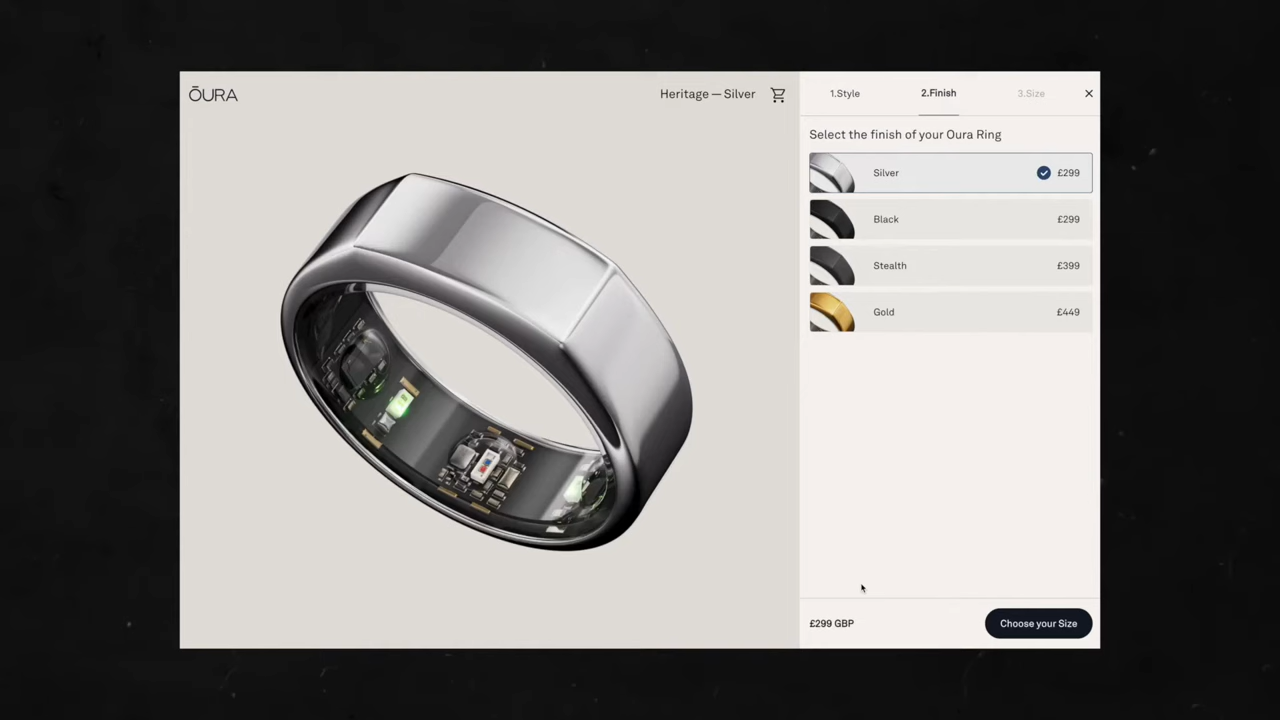 ŌURA
Heritage — Silver
1.Style
2.Finish
3.Size
Select the finish of your Oura Ring
Silver
£299
Black
£299
Stealth
£399
Gold
£449
£299 GBP
Choose your Size